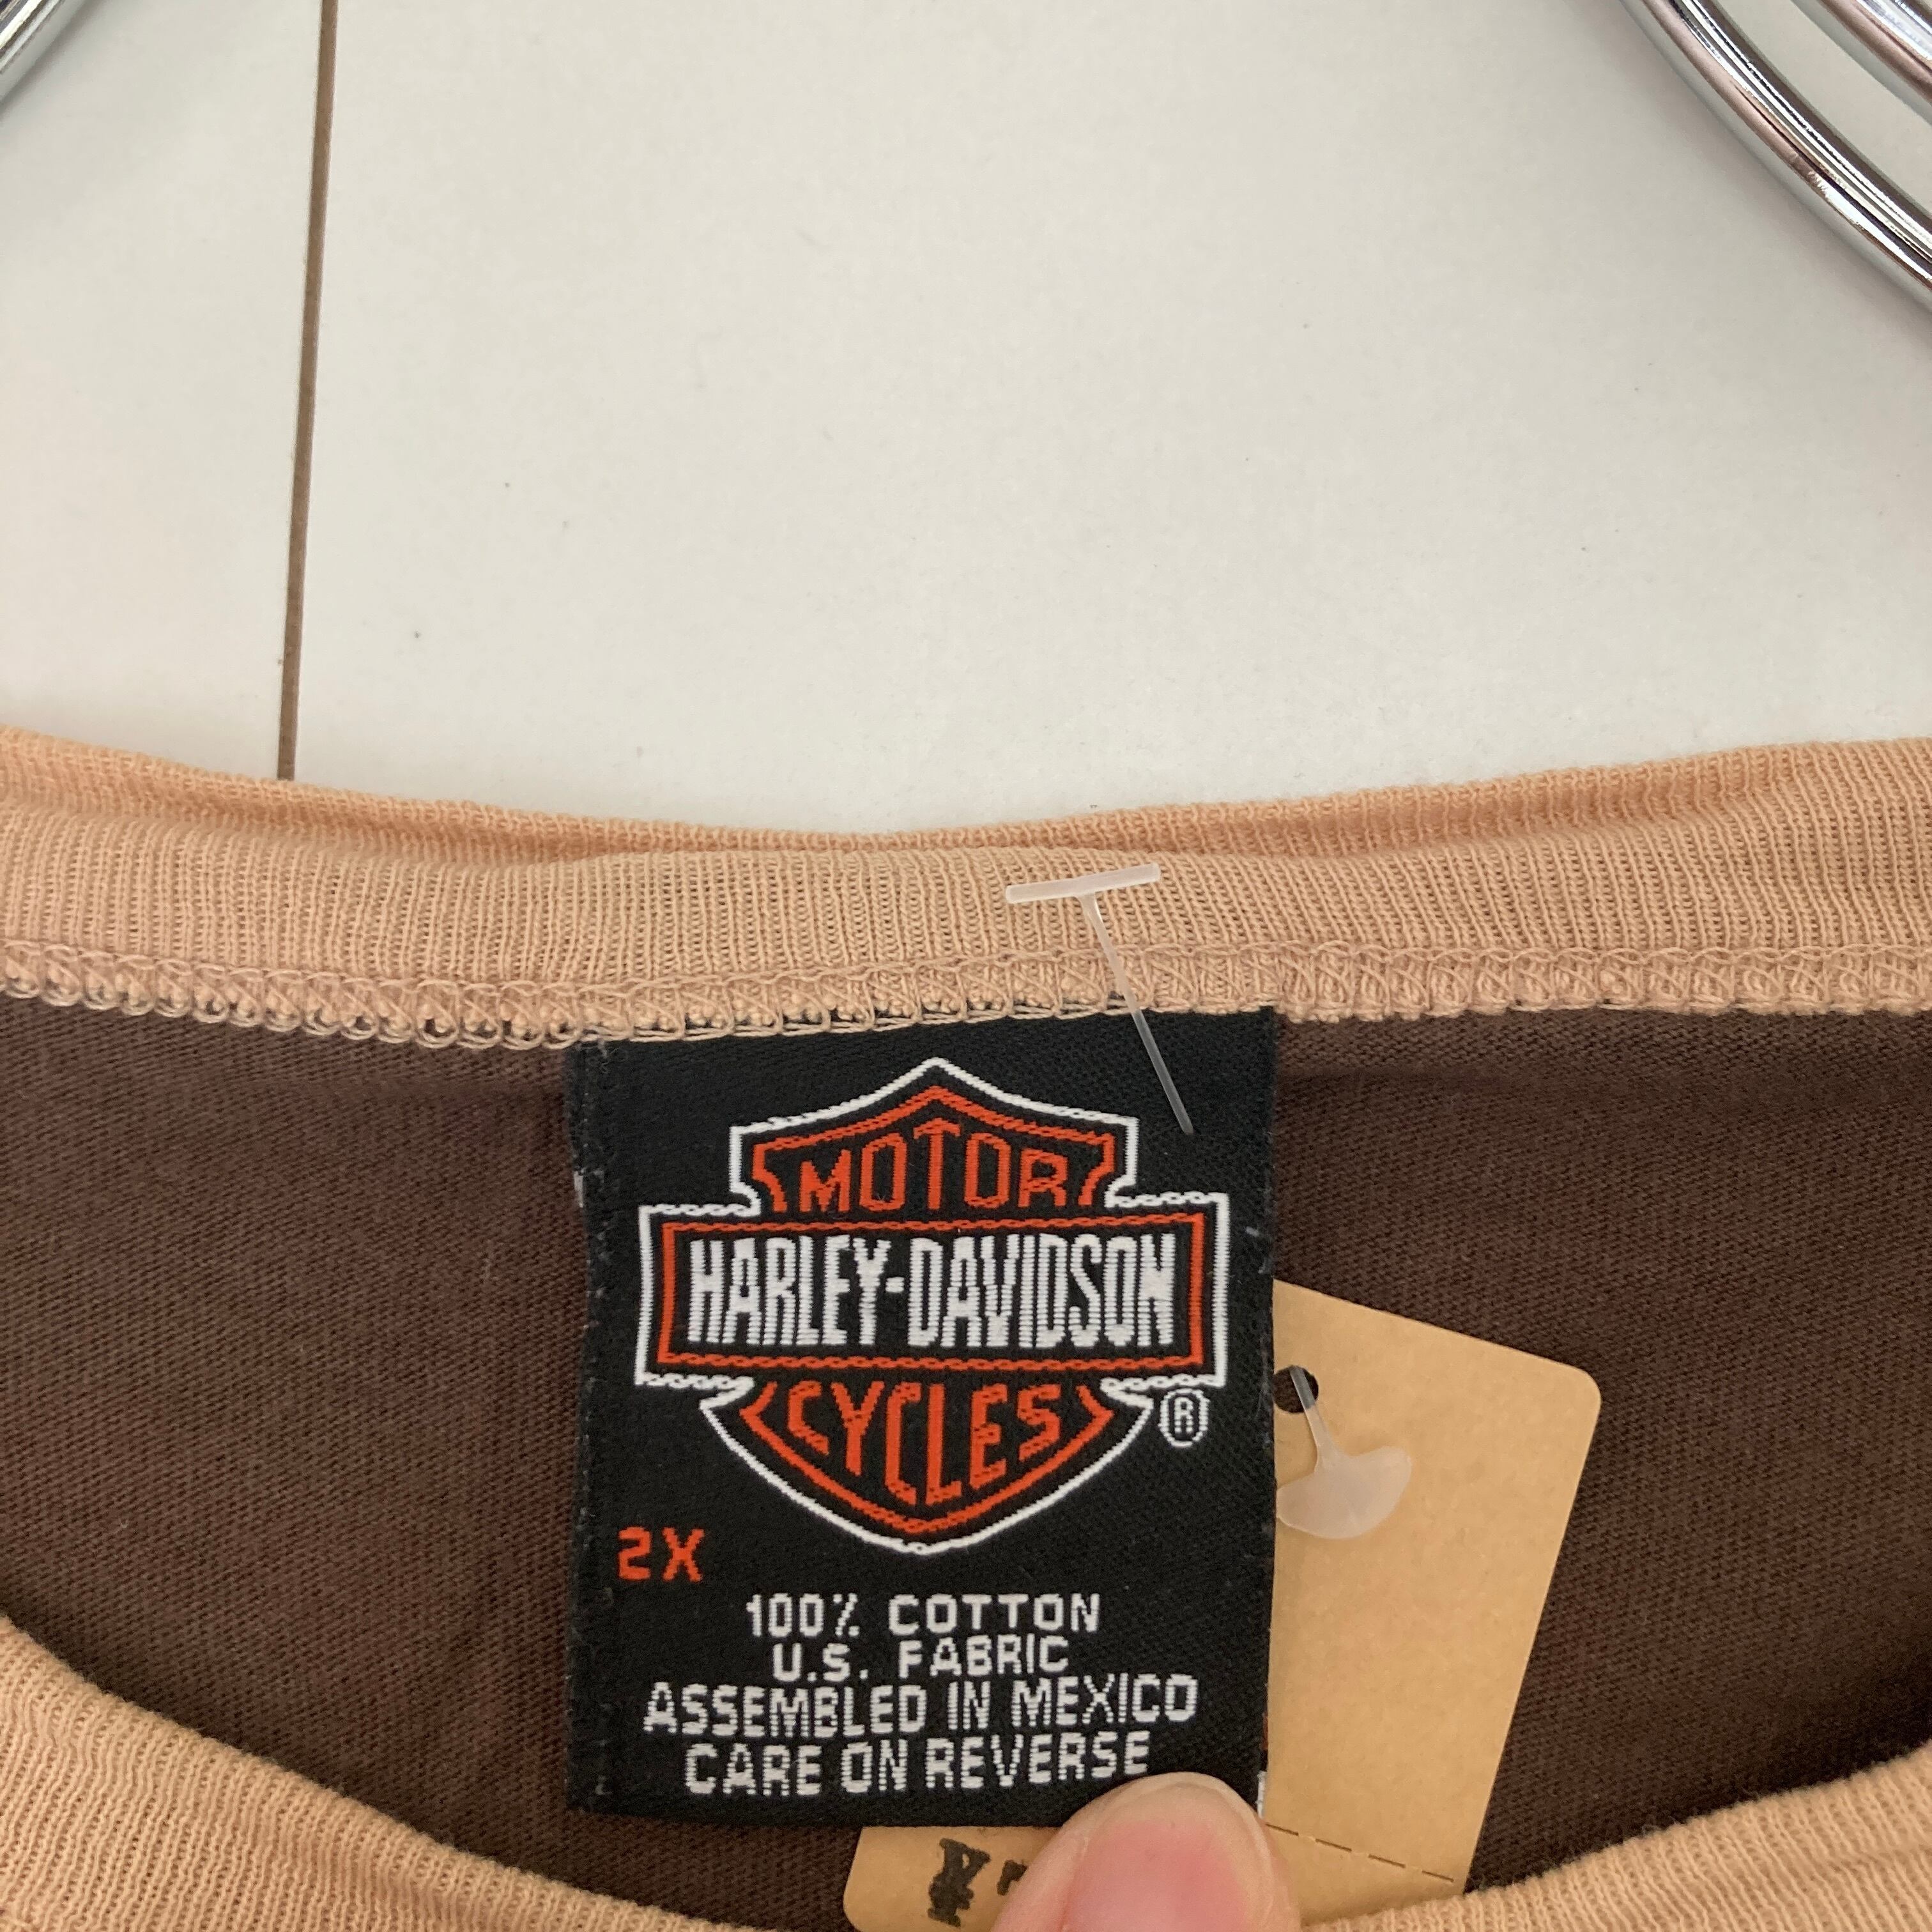 MOTOR
HARLEY-DAVIDSON
CYCLES
®
2X
100% COTTON
U.S. FABRIC
ASSEMBLED IN MEXICO
CARE ON REVERSE